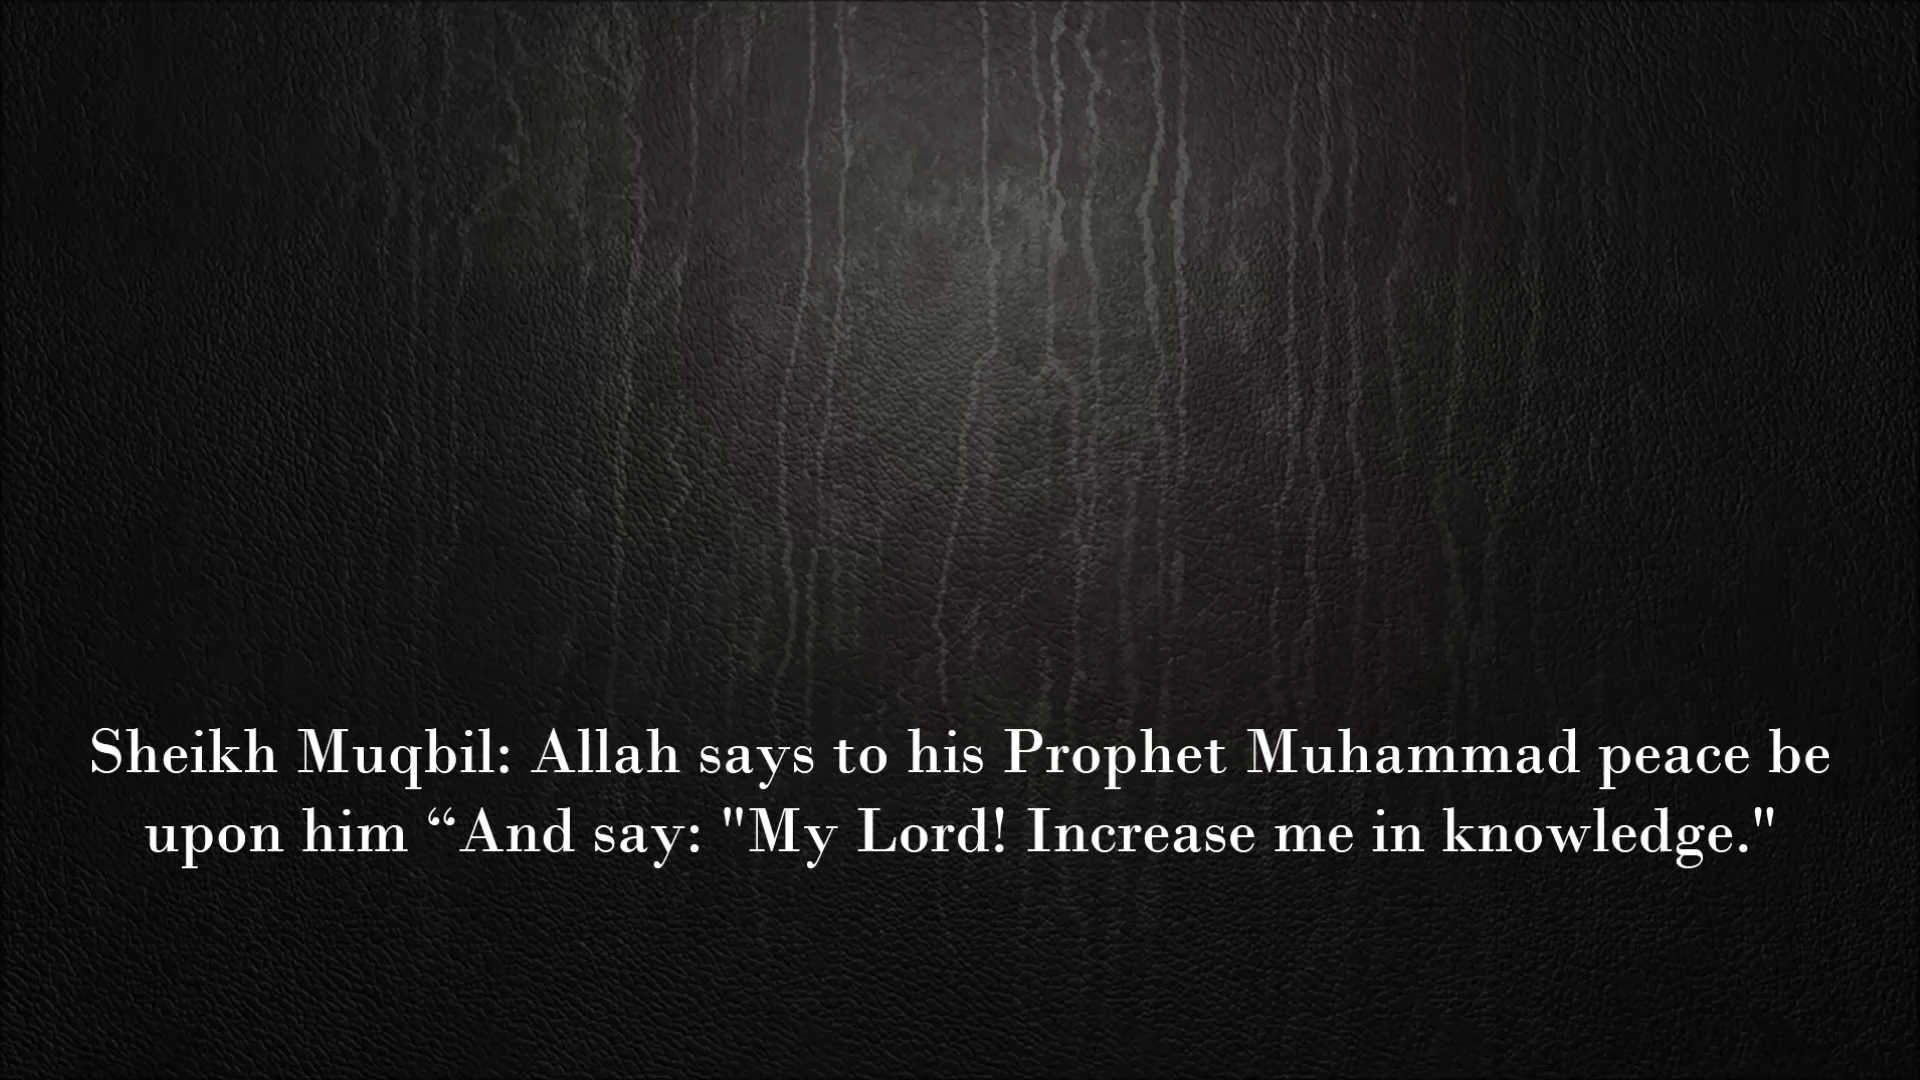 Sheikh Muqbil: Allah says to his Prophet Muhammad peace be
upon him “And say: "My Lord! Increase me in knowledge."